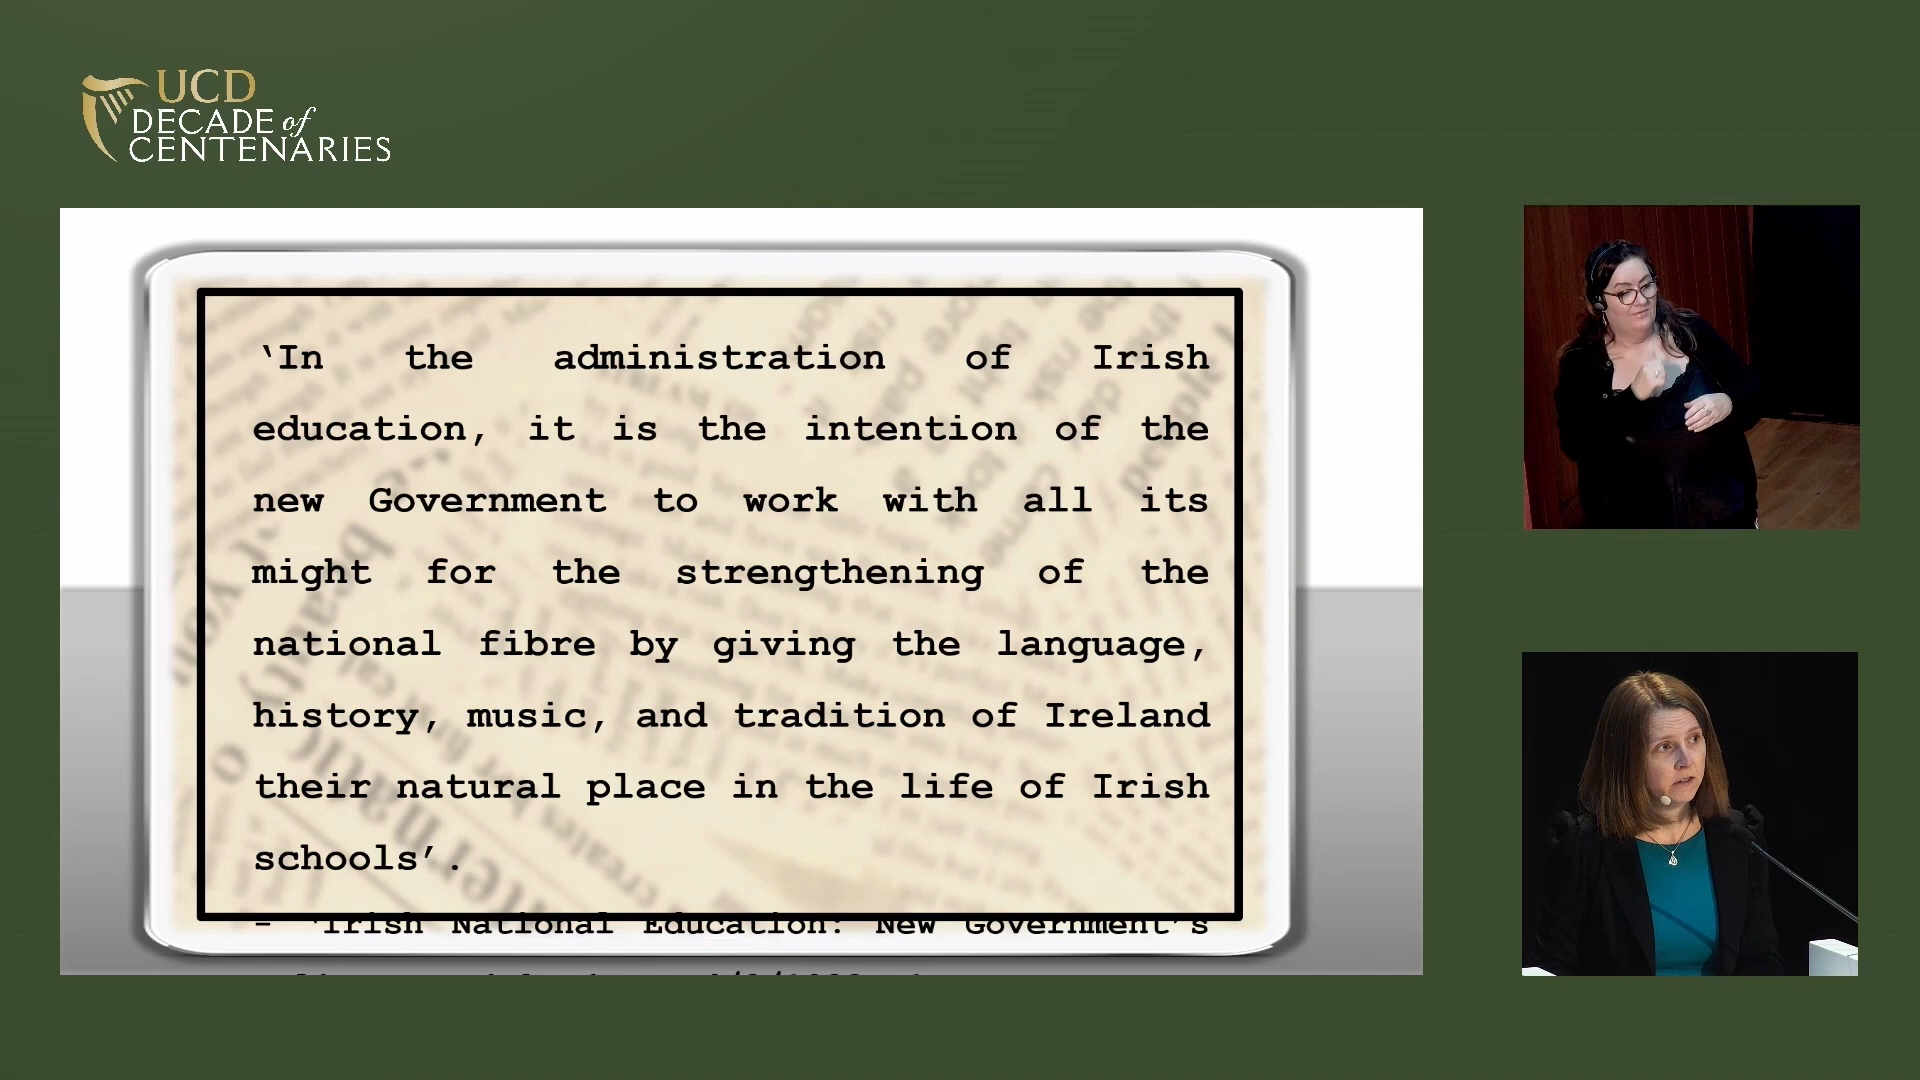 UCD
DECADE of
CENTENARIES
‘In the administration of Irish
education, it is the intention of the
new Government to work with all its
might for the strengthening of the
national fibre by giving the language,
history, music, and tradition of Ireland
their natural place in the life of Irish
schools’.
- ‘Irish National Education: New Government’s